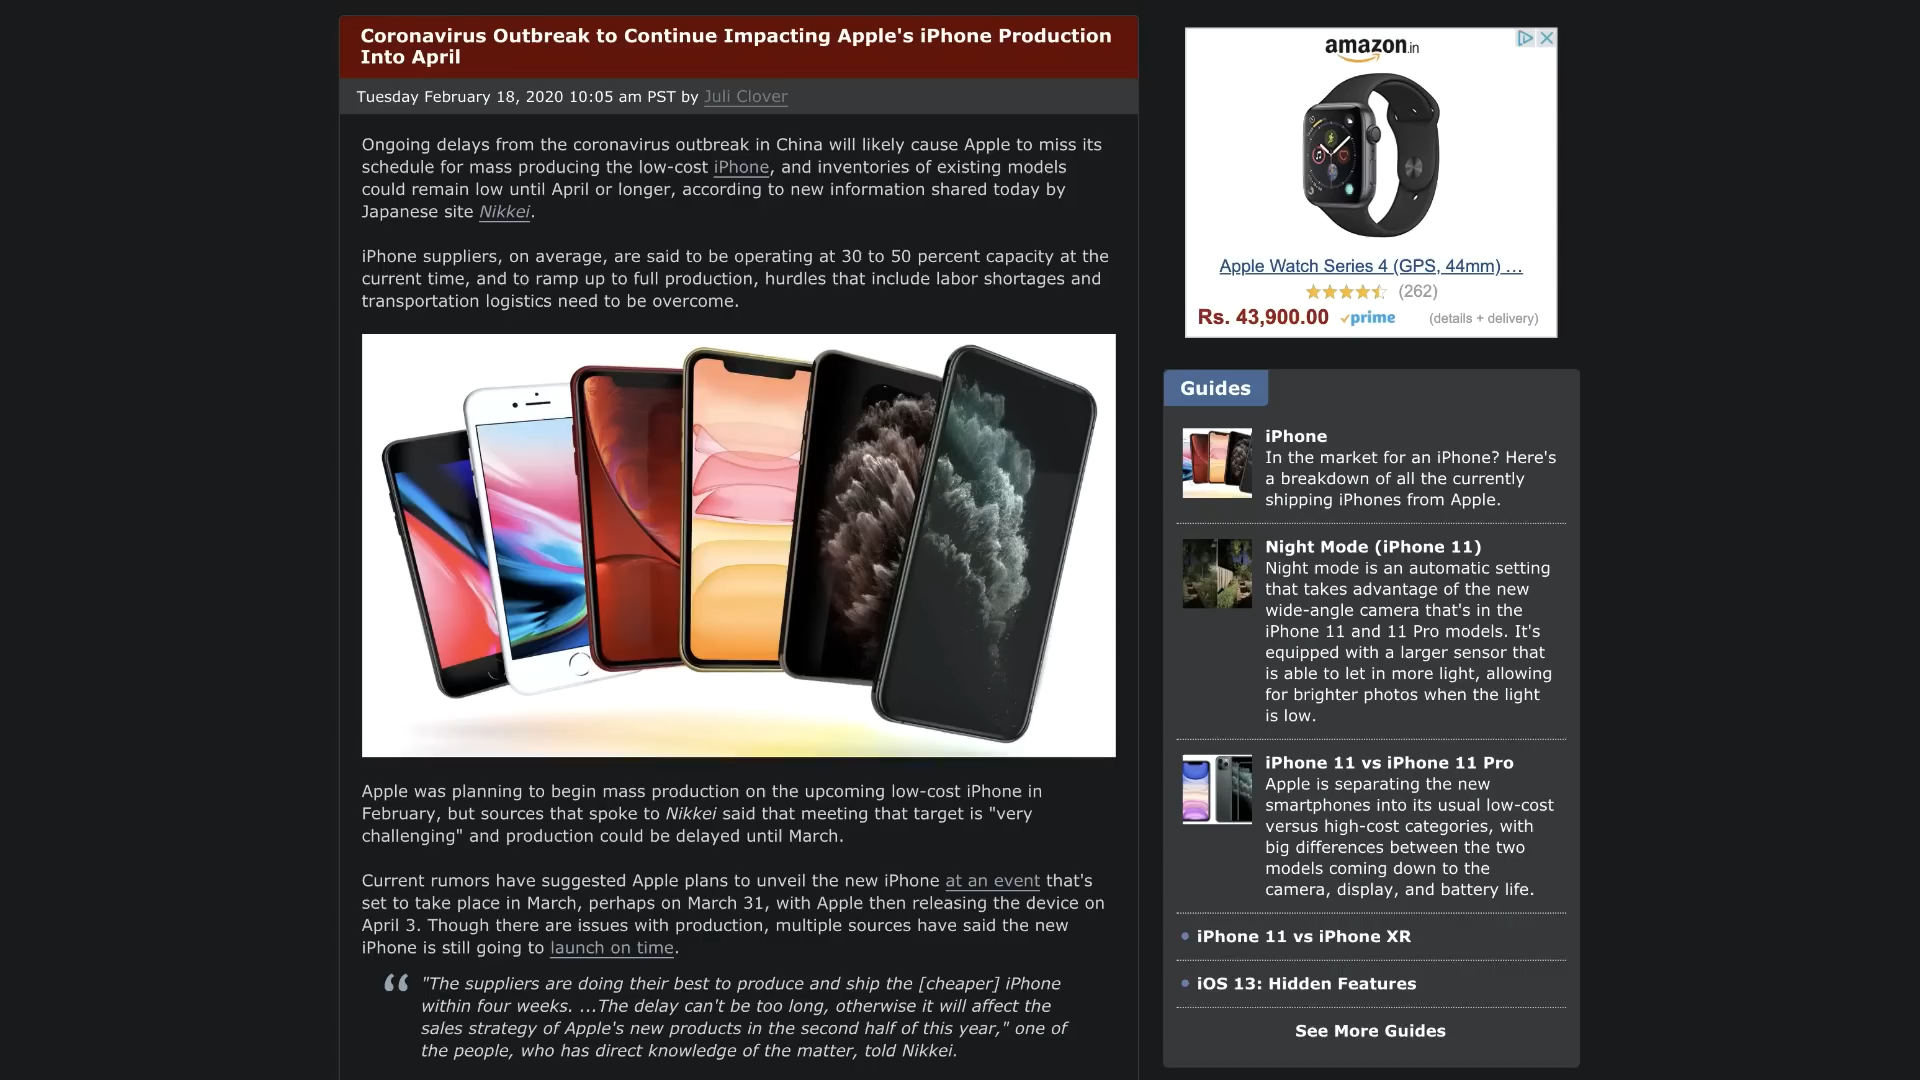 Coronavirus Outbreak to Continue Impacting Apple's iPhone Production
Into April
Tuesday February 18, 2020 10:05 am PST by Juli Clover
Ongoing delays from the coronavirus outbreak in China will likely cause Apple to miss its
schedule for mass producing the low-cost iPhone, and inventories of existing models
could remain low until April or longer, according to new information shared today by
Japanese site Nikkei.
iPhone suppliers, on average, are said to be operating at 30 to 50 percent capacity at the
current time, and to ramp up to full production, hurdles that include labor shortages and
transportation logistics need to be overcome.
Apple was planning to begin mass production on the upcoming low-cost iPhone in
February, but sources that spoke to Nikkei said that meeting that target is "very
challenging" and production could be delayed until March.
Current rumors have suggested Apple plans to unveil the new iPhone at an event that's
set to take place in March, perhaps on March 31, with Apple then releasing the device on
April 3. Though there are issues with production, multiple sources have said the new
iPhone is still going to launch on time.
"The suppliers are doing their best to produce and ship the [cheaper] iPhone
within four weeks. ...The delay can't be too long, otherwise it will affect the
sales strategy of Apple's new products in the second half of this year," one of
the people, who has direct knowledge of the matter, told Nikkei.
amazon.in
Apple Watch Series 4 (GPS, 44mm) ...
(262)
Rs. 43,900.00 prime (details + delivery)
Guides
iPhone
In the market for an iPhone? Here's
a breakdown of all the currently
shipping iPhones from Apple.
Night Mode (iPhone 11)
Night mode is an automatic setting
that takes advantage of the new
wide-angle camera that's in the
iPhone 11 and 11 Pro models. It's
equipped with a larger sensor that
is able to let in more light, allowing
for brighter photos when the light
is low.
iPhone 11 vs iPhone 11 Pro
Apple is separating the new
smartphones into its usual low-cost
versus high-cost categories, with
big differences between the two
models coming down to the
camera, display, and battery life.
iPhone 11 vs iPhone XR
iOS 13: Hidden Features
See More Guides